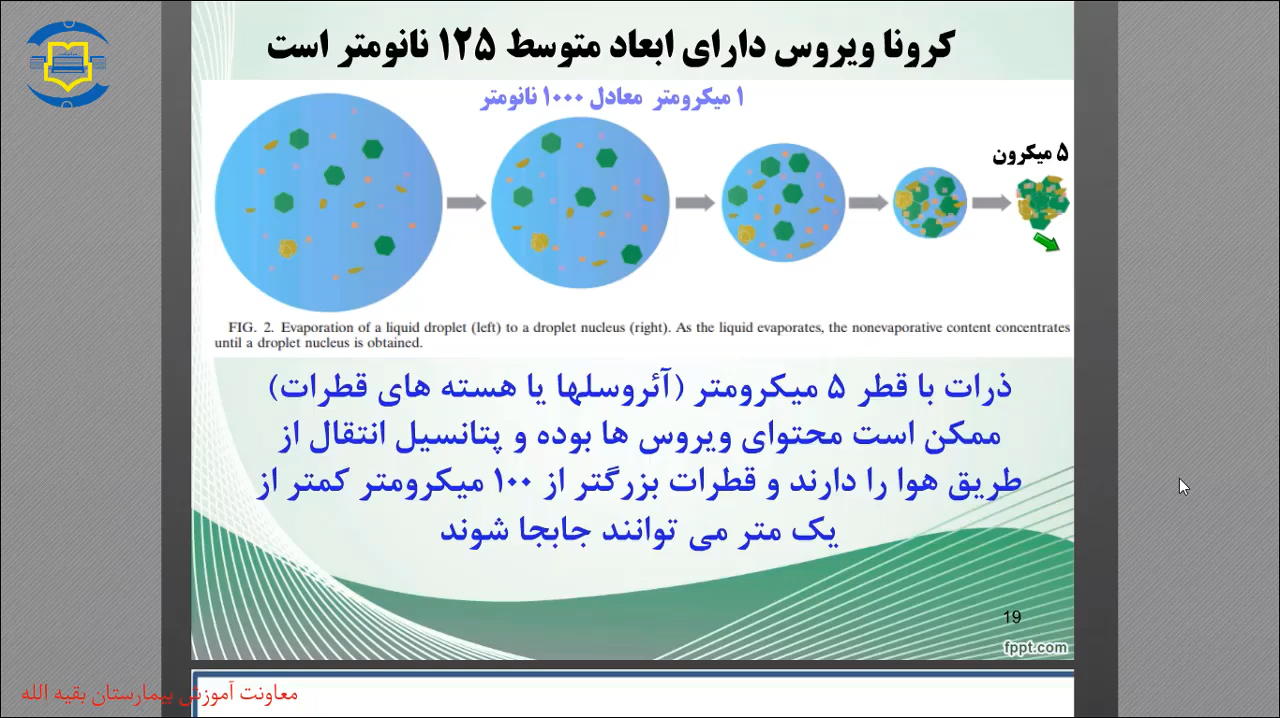 کرونا ویروس دارای ابعاد متوسط ۱۲۵ نانومتر است
۱ میکرومتر معادل ۱۰۰۰ نانومتر
۵ میکرون
FIG. 2. Evaporation of a liquid droplet (left) to a droplet nucleus (right). As the liquid evaporates, the nonevaporative content concentrates
until a droplet nucleus is obtained.
ذرات با قطر ۵ میکرومتر (آئروسلها یا هسته های قطرات)
ممکن است محتوای ویروس ها بوده و پتانسیل انتقال از
طریق هوا را دارند و قطرات بزرگتر از ۱۰۰ میکرومتر کمتر از
یک متر می توانند جابجا شوند
19
fppt.com
معاونت آموزش بیمارستان بقیه الله